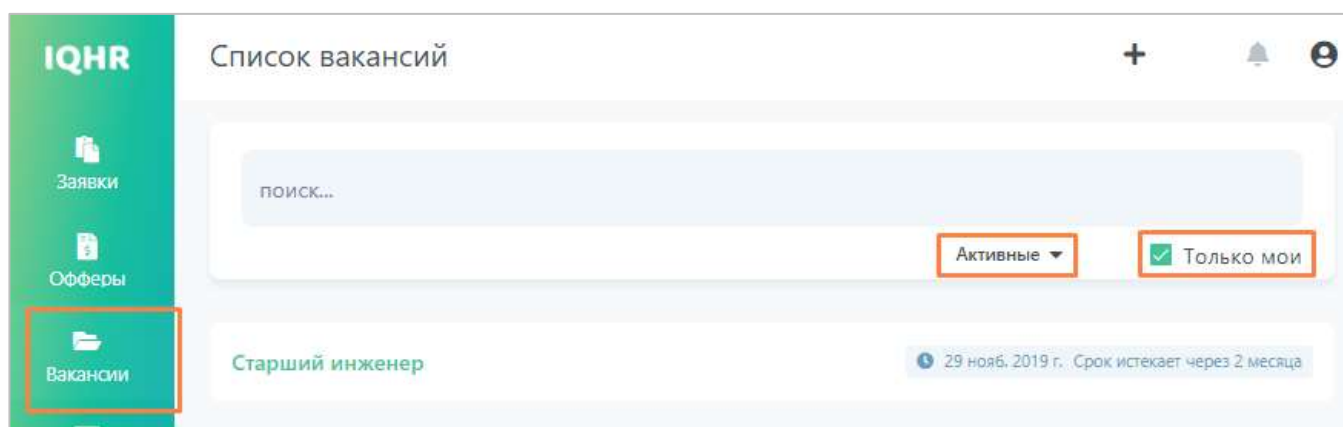 IQHR
Список вакансий
Заявки
поиск...
Офферы
Активные
Только мои
Вакансии
Старший инженер
29 нояб. 2019 г. Срок истекает через 2 месяца